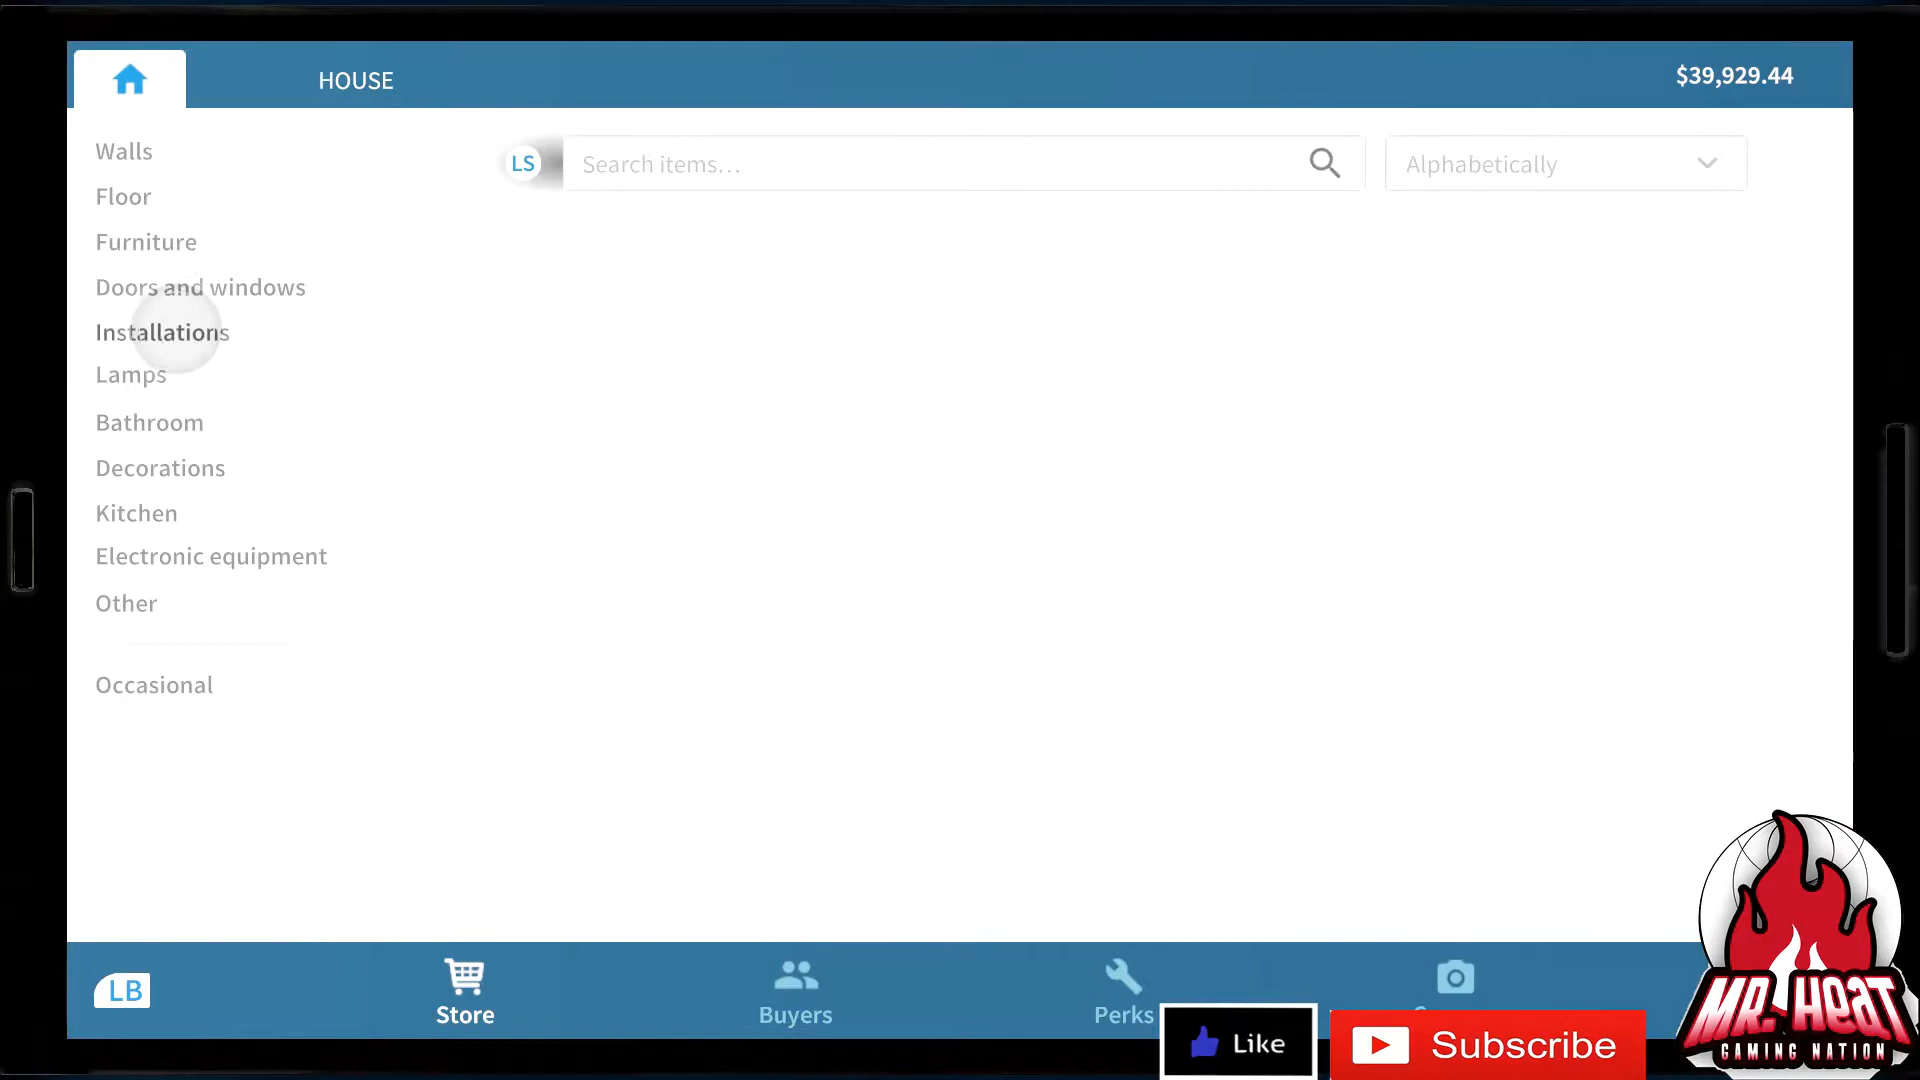 HOUSE
$39,929.44
Walls
Floor
Furniture
Doors and windows
Installations
Lamps
Bathroom
Decorations
Kitchen
Electronic equipment
Other
Occasional
LS
Search items...
Alphabetically
LB
Store
Buyers
Perks
Like
Subscribe
MR. HEAT
GAMING NATION